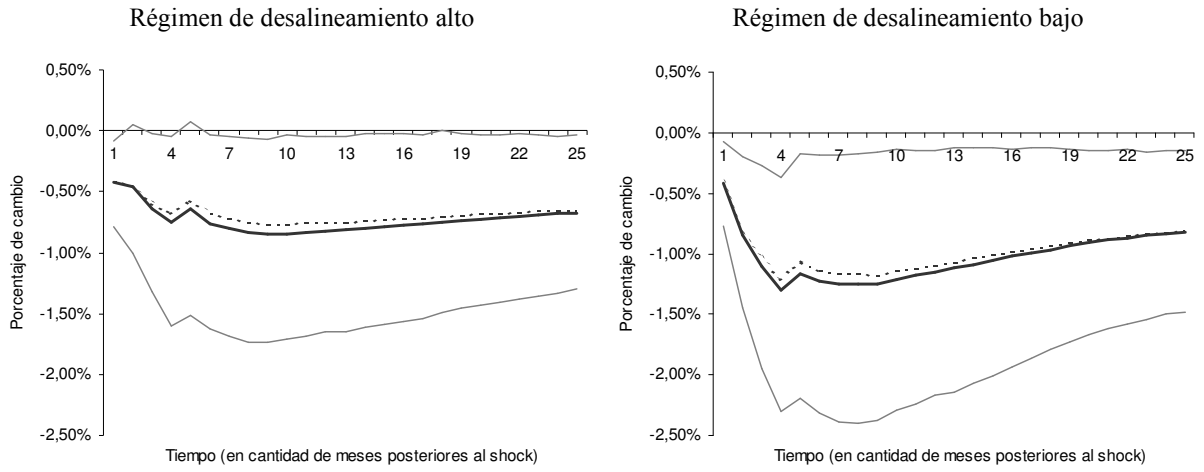 Régimen de desalineamiento alto
0,50%
0,00%
-0,50%
-1,00%
-1,50%
-2,00%
-2,50%
1 4 7 10 13 16 19 22 25
Porcentaje de cambio
Tiempo (en cantidad de meses posteriores al shock)
Régimen de desalineamiento bajo
0,50%
0,00%
-0,50%
-1,00%
-1,50%
-2,00%
-2,50%
1 4 7 10 13 16 19 22 25
Porcentaje de cambio
Tiempo (en cantidad de meses posteriores al shock)